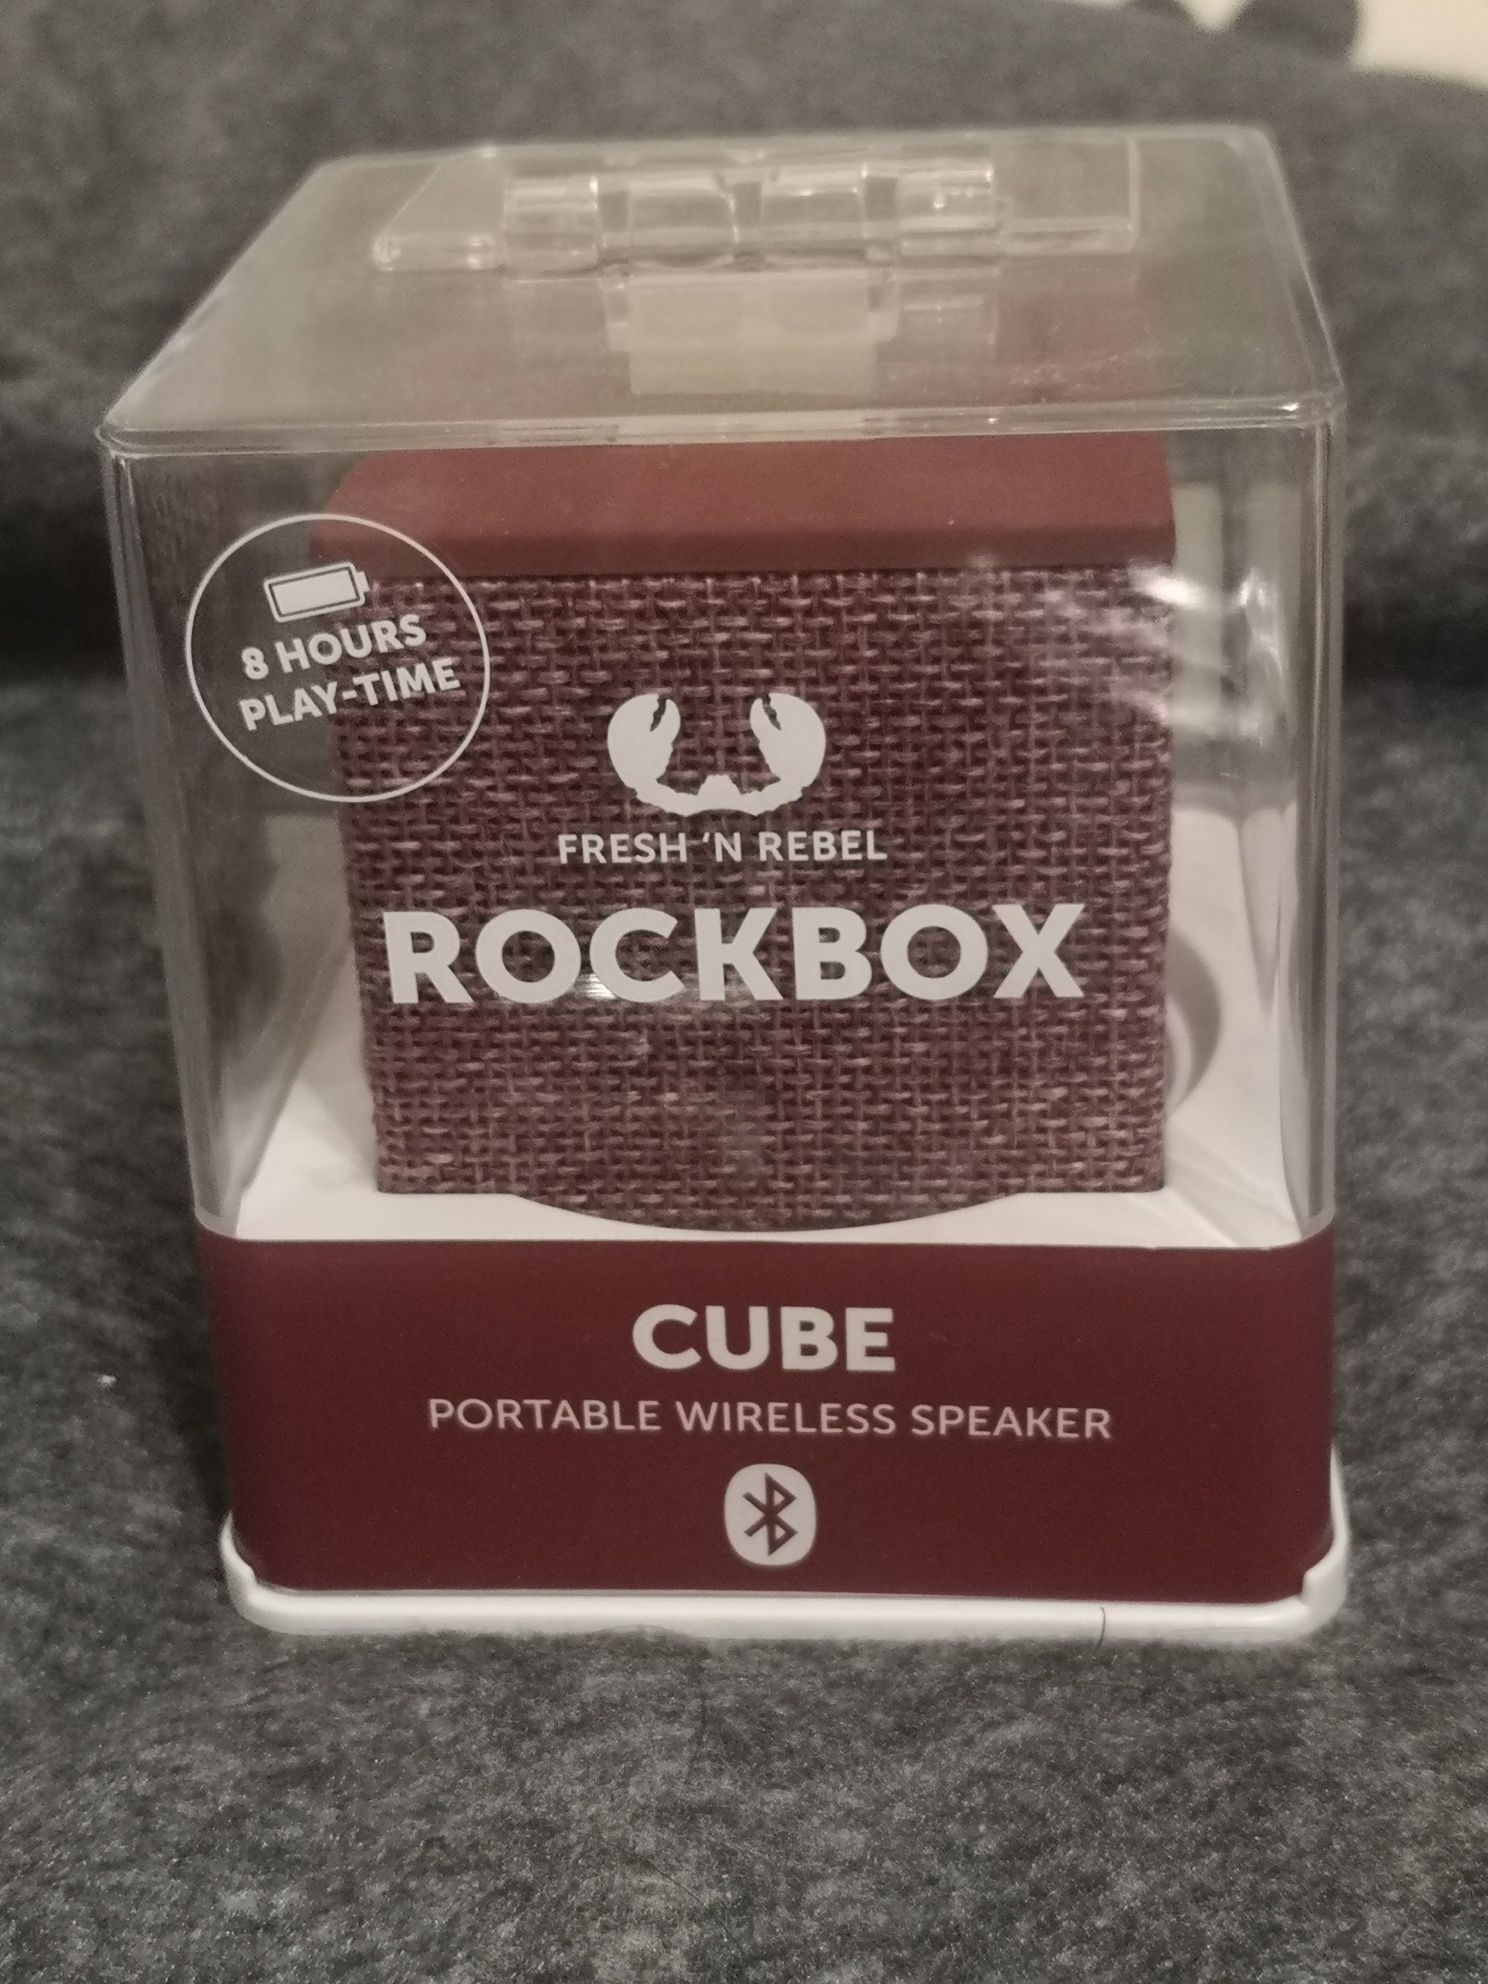 8 HOURS
PLAY-TIME
FRESH 'N REBEL
ROCKBOX
CUBE
PORTABLE WIRELESS SPEAKER